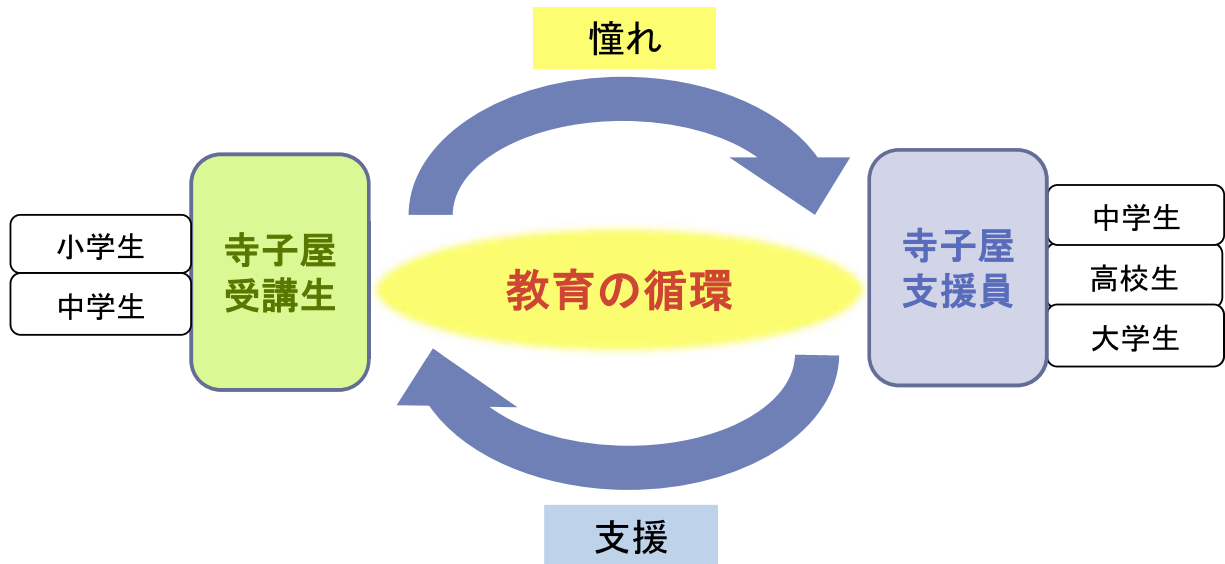 憧れ
小学生
中学生
寺子屋
受講生
教育の循環
寺子屋
支援員
中学生
高校生
大学生
支援